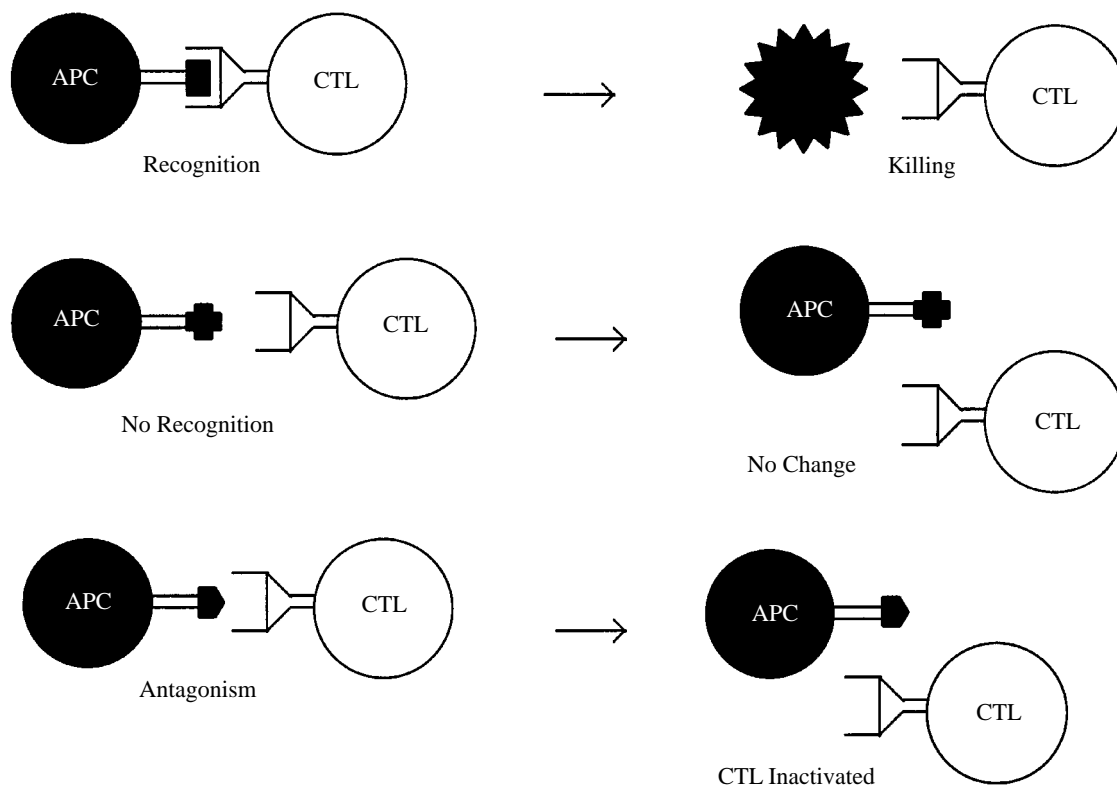 APC
CTL
CTL
Recognition
Killing
APC
CTL
APC
No Recognition
CTL
No Change
APC
CTL
APC
Antagonism
CTL
CTL Inactivated